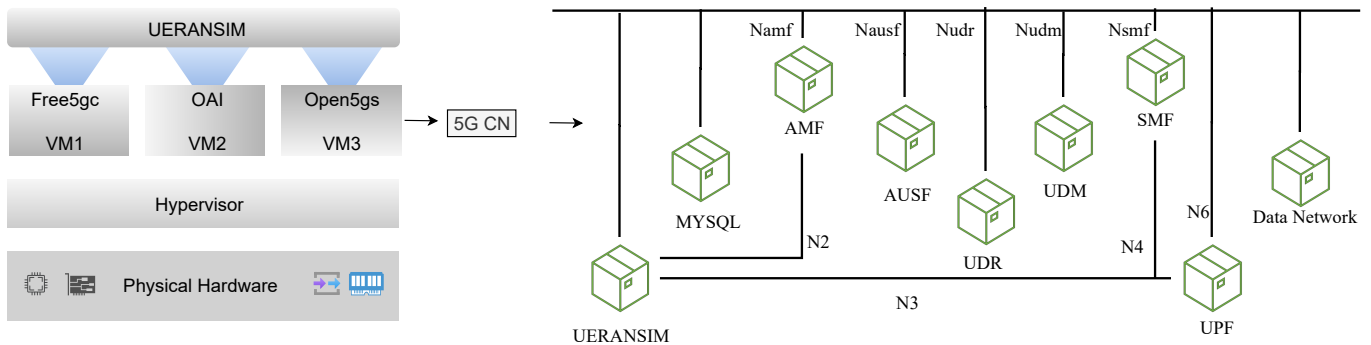 UERANSIM
Free5gc
VM1
OAI
VM2
Open5gs
VM3
Hypervisor
Physical Hardware
5G CN
Namf
Nausf
Nudr
Nudm
Nsmf
AMF
SMF
MYSQL
AUSF
UDM
UDR
Data Network
N6
N2
N4
N3
UERANSIM
UPF